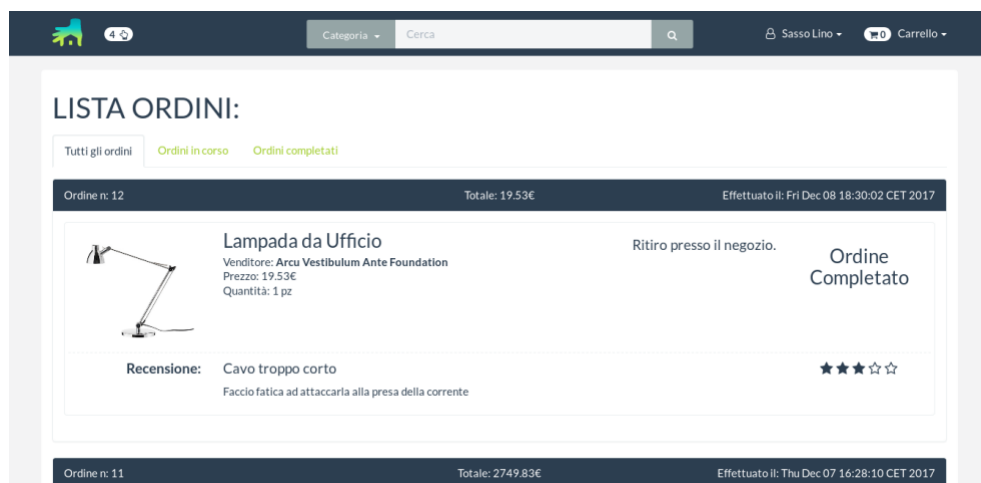 4
Categoria
Cerca
Sasso Lino
0 Carrello
LISTA ORDINI:
Tutti gli ordini
Ordini in corso
Ordini completati
Ordine n: 12
Totale: 19.53€
Effettuato il: Fri Dec 08 18:30:02 CET 2017
Lampada da Ufficio
Venditore: Arcu Vestibulum Ante Foundation
Prezzo: 19.53€
Quantità: 1 pz
Ritiro presso il negozio.
Ordine
Completato
Recensione:
Cavo troppo corto
Faccio fatica ad attaccarla alla presa della corrente
Ordine n: 11
Totale: 2749.83€
Effettuato il: Thu Dec 07 16:28:10 CET 2017